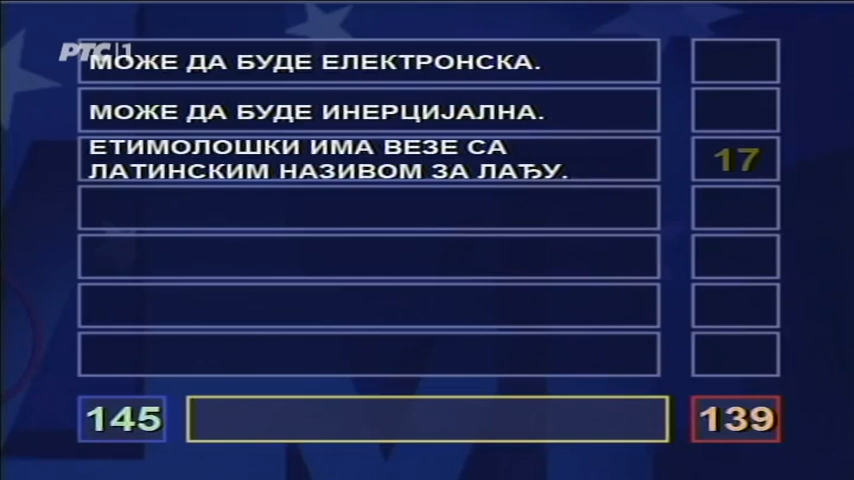 РТС|1
МОЖЕ ДА БУДЕ ЕЛЕКТРОНСКА.
МОЖЕ ДА БУДЕ ИНЕРЦИЈАЛНА.
ЕТИМОЛОШКИ ИМА ВЕЗЕ СА
ЛАТИНСКИМ НАЗИВОМ ЗА ЛАЂУ.
17
145
139